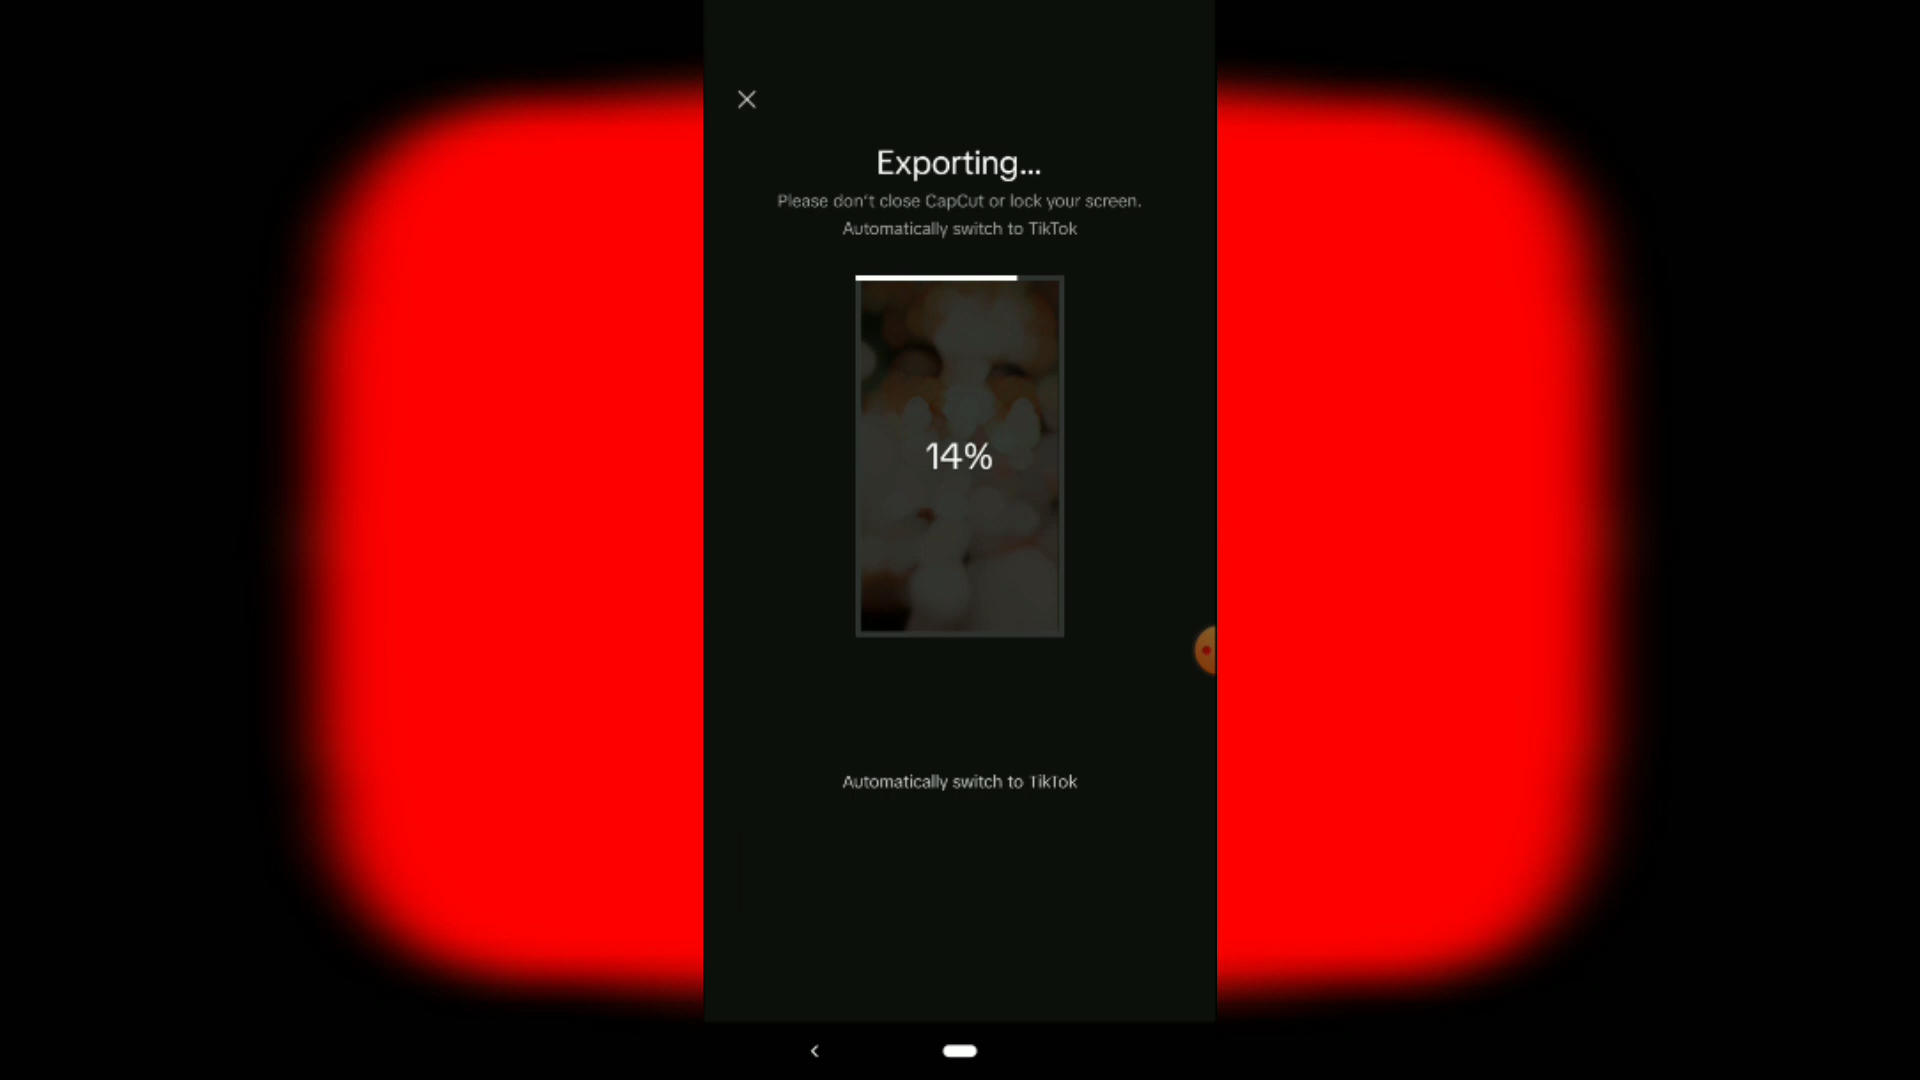 Exporting...
Please don't close CapCut or lock your screen.
Automatically switch to TikTok
14%
Automatically switch to TikTok